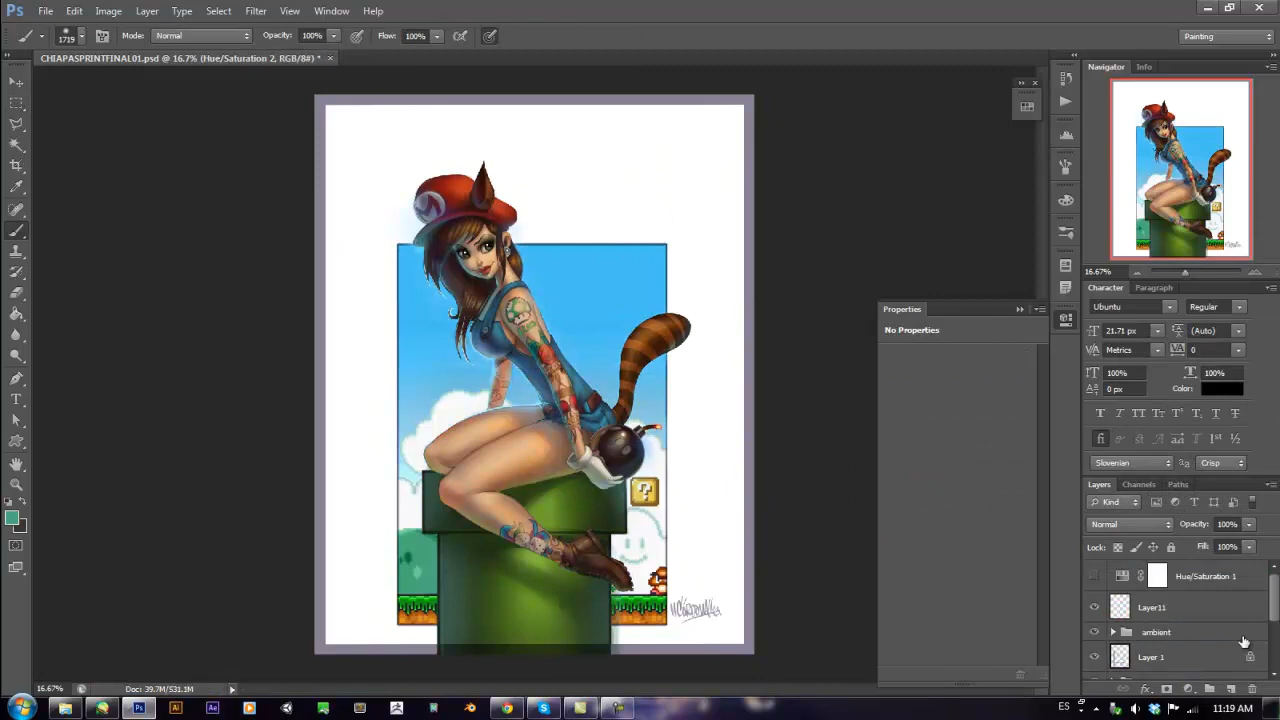 Ps File Edit Image Layer Type Select Filter View Window Help
1719 Mode: Normal Opacity: 100% Flow: 100% Painting
CHIAPASPRINTFINAL01.psd @ 16.7% (Hue/Saturation 2, RGB/8#) *
Navigator Info
16.67%
Character Paragraph
Ubuntu Regular
21.71 px (Auto)
Metrics 0
100% 100%
0 px Color:
Slovenian Crisp
Properties
No Properties
Layers Channels Paths
Kind
Normal Opacity: 100%
Lock: Fill: 100%
Hue/Saturation 1
Layer11
ambient
Layer 1
16.67% Doc: 39.7M/531.1M
ES 11:19 AM